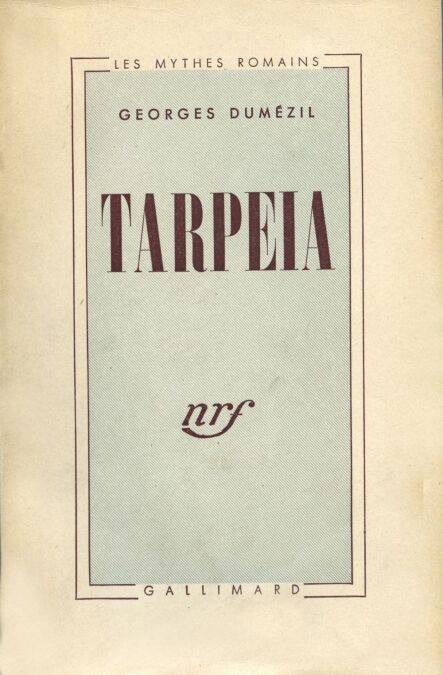 LES MYTHES ROMAINS
GEORGES DUMÉZIL
TARPEIA
nrf
GALLIMARD